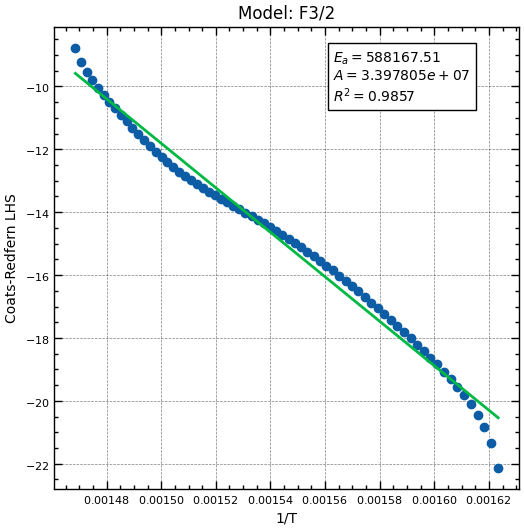 Model: F3/2
E_a = 588167.51
A = 3.397805e + 07
R^2 = 0.9857
Coats-Redfern LHS
−10
−12
−14
−16
−18
−20
−22
0.00148 0.00150 0.00152 0.00154 0.00156 0.00158 0.00160 0.00162
1/T